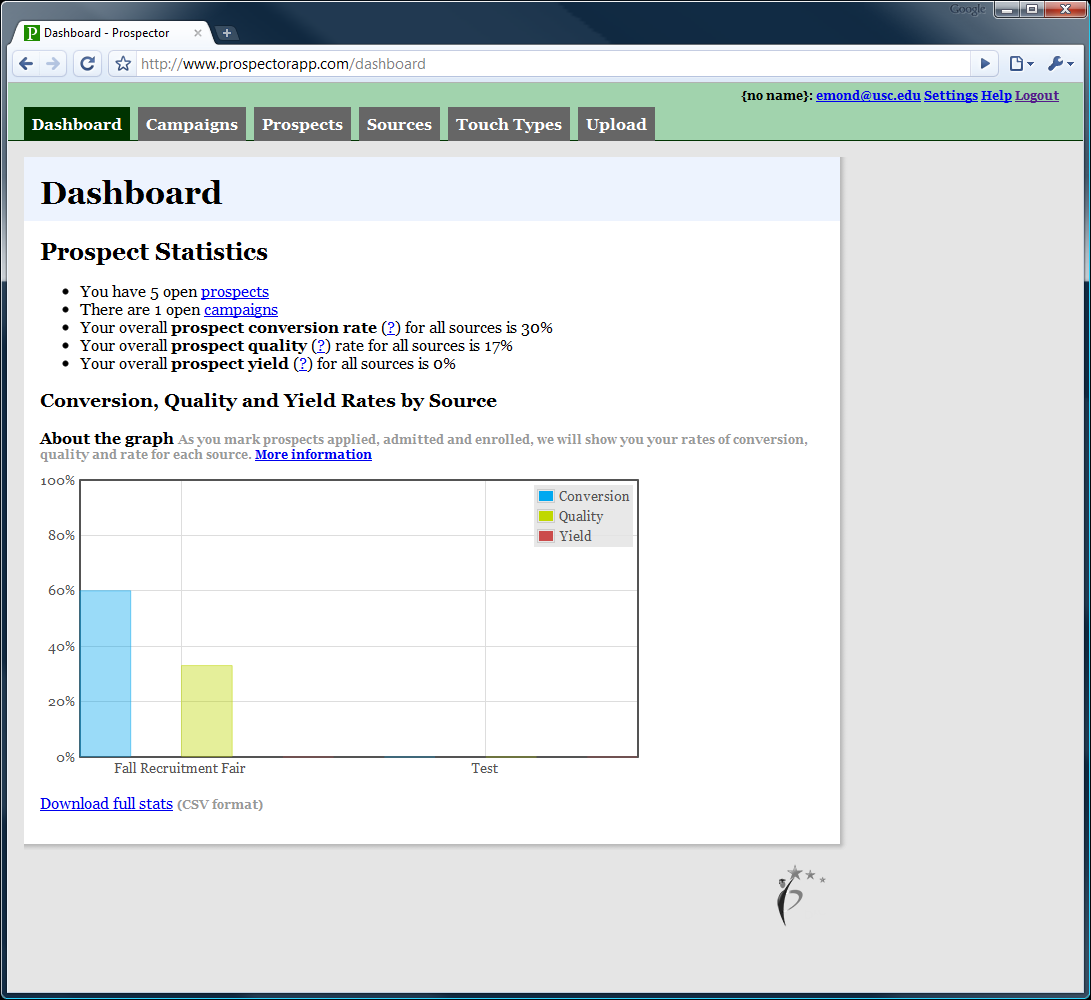 Google
P Dashboard - Prospector
http://www.prospectorapp.com/dashboard
{no name}: emond@usc.edu Settings Help Logout
Dashboard Campaigns Prospects Sources Touch Types Upload
Dashboard
Prospect Statistics
• You have 5 open prospects
• There are 1 open campaigns
• Your overall prospect conversion rate (?) for all sources is 30%
• Your overall prospect quality (?) rate for all sources is 17%
• Your overall prospect yield (?) for all sources is 0%
Conversion, Quality and Yield Rates by Source
About the graph As you mark prospects applied, admitted and enrolled, we will show you your rates of conversion,
quality and rate for each source. More information
100%
Conversion
Quality
Yield
80%
60%
40%
20%
0%
Fall Recruitment Fair Test
Download full stats (CSV format)